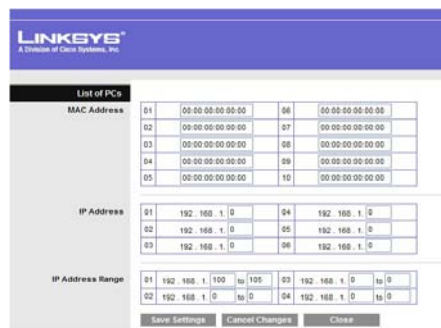 LINKSYS®
A Division of Cisco Systems, Inc.
List of PCs
MAC Address
01 00:00:00:00:00:00 06 00:00:00:00:00:00
02 00:00:00:00:00:00 07 00:00:00:00:00:00
03 00:00:00:00:00:00 08 00:00:00:00:00:00
04 00:00:00:00:00:00 09 00:00:00:00:00:00
05 00:00:00:00:00:00 10 00:00:00:00:00:00
IP Address
01 192 . 168 . 1. 0 04 192 . 168 . 1. 0
02 192 . 168 . 1. 0 05 192 . 168 . 1. 0
03 192 . 168 . 1. 0 06 192 . 168 . 1. 0
IP Address Range
01 192 . 168 . 1. 100 to 105 03 192 . 168 . 1. 0 to 0
02 192 . 168 . 1. 0 to 0 04 192 . 168 . 1. 0 to 0
Save Settings Cancel Changes Close